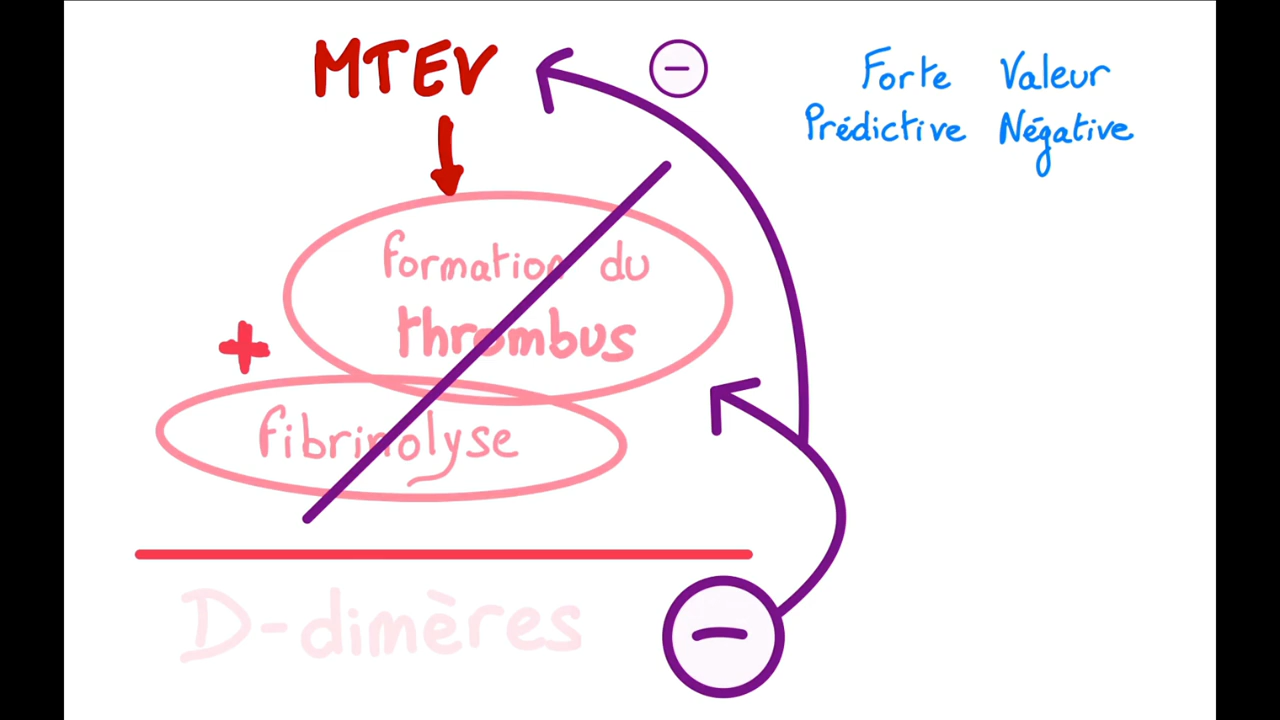 MTEV
−
Forte Valeur
Prédictive Négative
formation du
thrombus
+
fibrinolyse
D-dimères
−